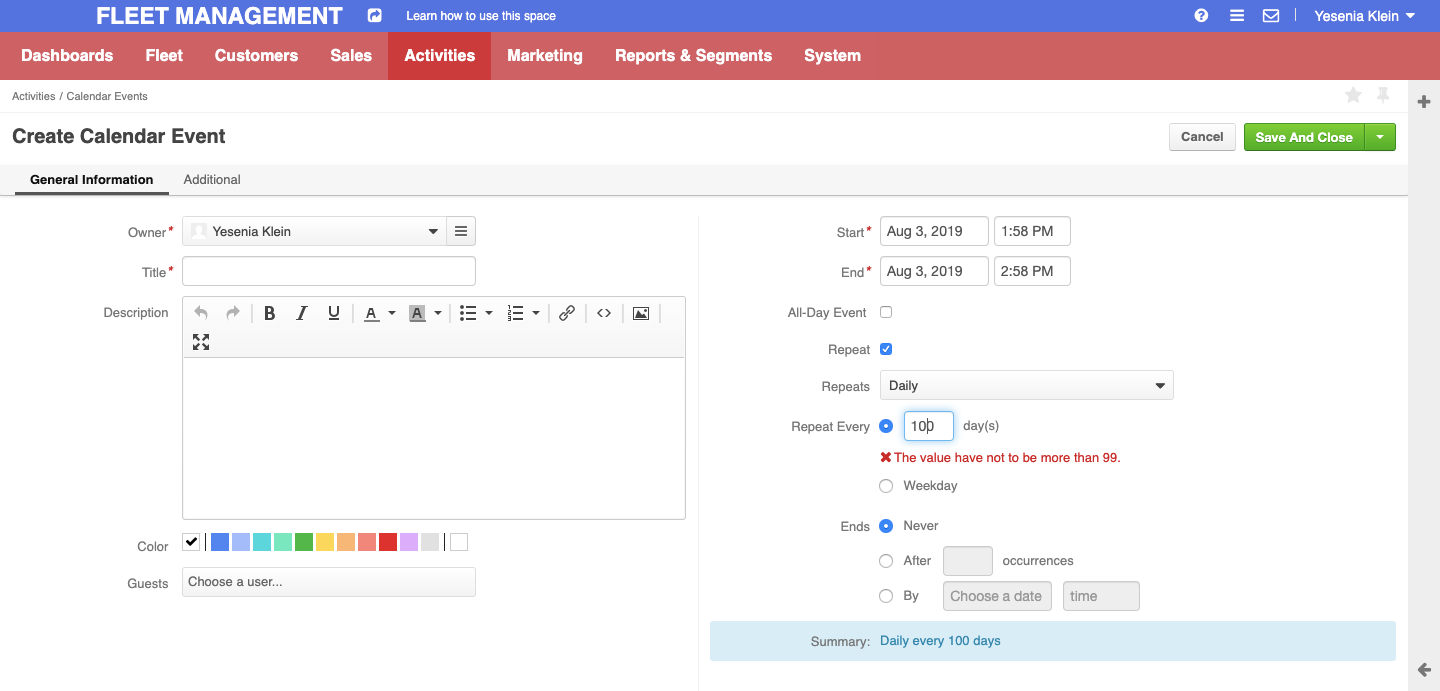 FLEET MANAGEMENT Learn how to use this space Yesenia Klein
Dashboards Fleet Customers Sales Activities Marketing Reports & Segments System
Activities / Calendar Events
Create Calendar Event Cancel Save And Close
General Information Additional
Owner* Yesenia Klein
Title*
Description
Color
Guests Choose a user...
Start* Aug 3, 2019 1:58 PM
End* Aug 3, 2019 2:58 PM
All-Day Event
Repeat
Repeats Daily
Repeat Every 100 day(s)
The value have not to be more than 99.
Weekday
Ends Never
After occurrences
By Choose a date time
Summary: Daily every 100 days